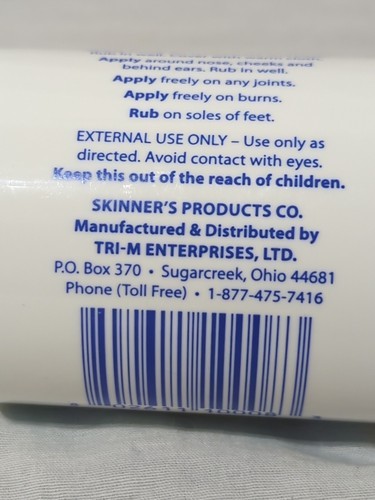 Apply around nose, cheeks and
behind ears. Rub in well.
Apply freely on any joints.
Apply freely on burns.
Rub on soles of feet.
EXTERNAL USE ONLY – Use only as
directed. Avoid contact with eyes.
Keep this out of the reach of children.
SKINNER'S PRODUCTS CO.
Manufactured & Distributed by
TRI-M ENTERPRISES, LTD.
P.O. Box 370 • Sugarcreek, Ohio 44681
Phone (Toll Free) • 1-877-475-7416